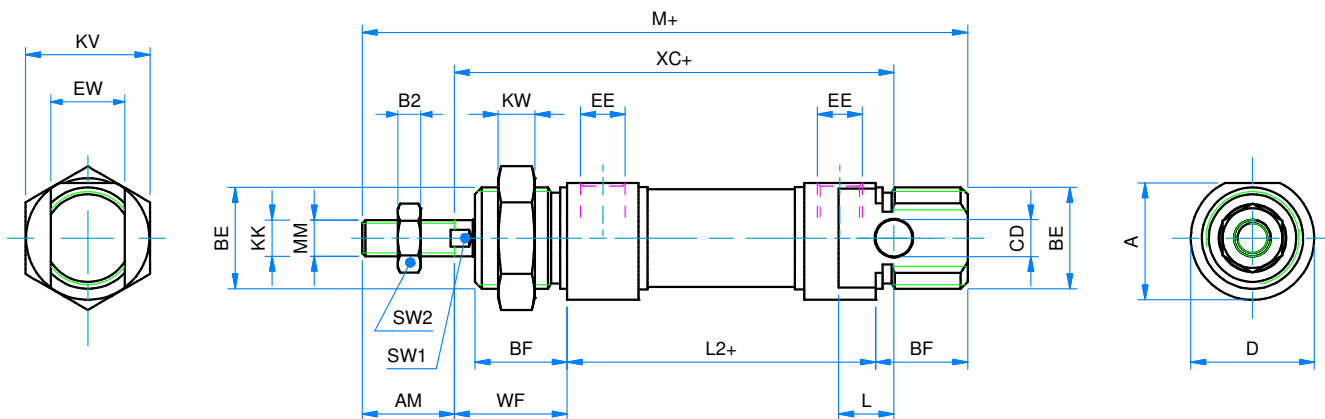 M+
KV
XC+
EW
B2
KW
EE
EE
BE
KK
MM
CD
BE
A
SW2
SW1
BF
L2+
BF
D
AM
WF
L